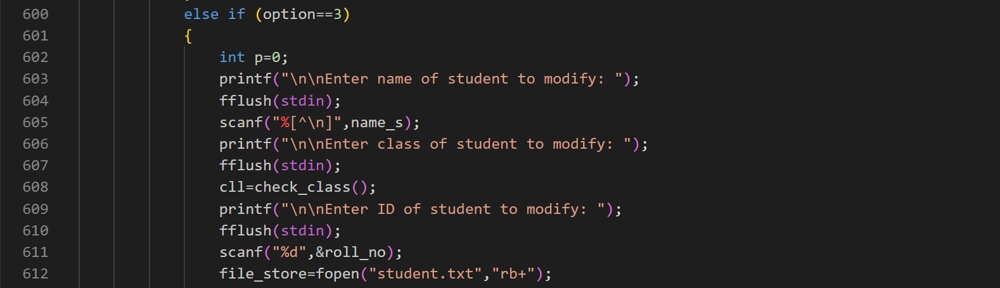 600 else if (option==3)
601 {
602 int p=0;
603 printf("\n\nEnter name of student to modify: ");
604 fflush(stdin);
605 scanf("%[^\n]",name_s);
606 printf("\n\nEnter class of student to modify: ");
607 fflush(stdin);
608 cll=check_class();
609 printf("\n\nEnter ID of student to modify: ");
610 fflush(stdin);
611 scanf("%d",&roll_no);
612 file_store=fopen("student.txt","rb+");